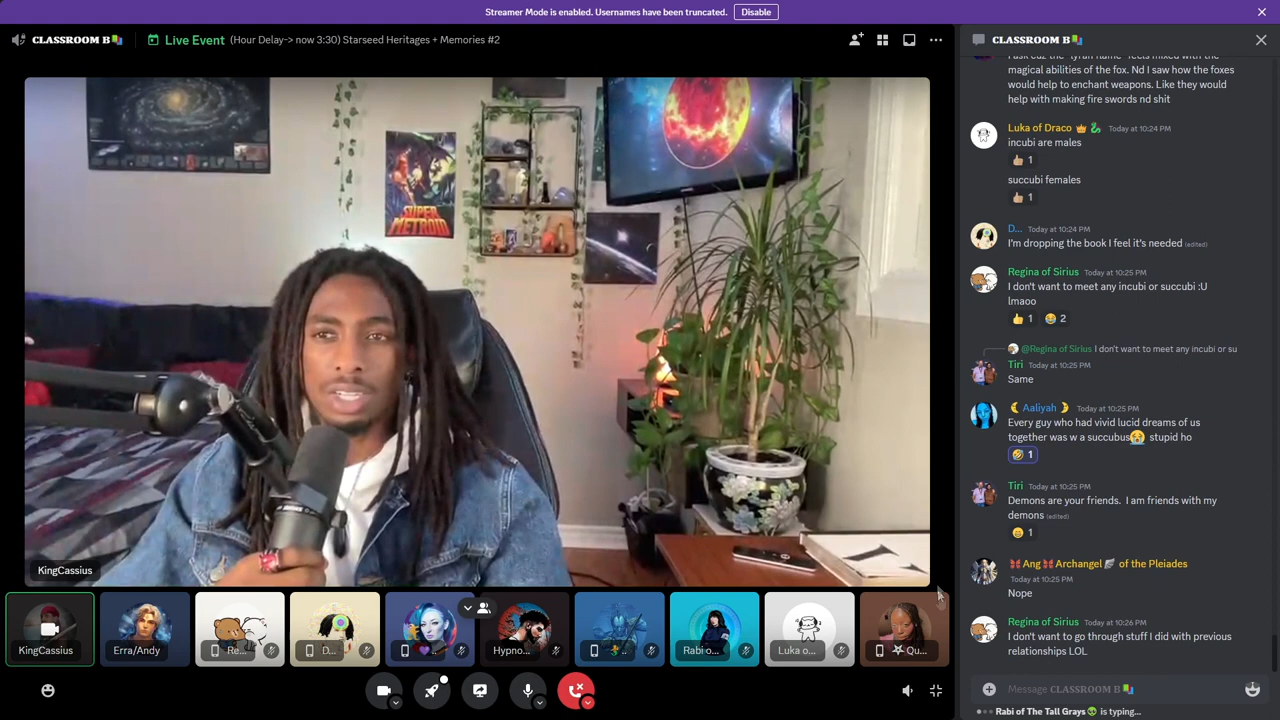 Streamer Mode is enabled. Usernames have been truncated. Disable
CLASSROOM B
Live Event (Hour Delay-> now 3:30) Starseed Heritages + Memories #2
SUPER
METROID
KingCassius
KingCassius
Erra/Andy
Re...
D...
Hypno...
Rabi o...
Luka o...
Qu...
CLASSROOM B
magical abilities of the fox. Nd I saw how the foxes
would help to enchant weapons. Like they would
help with making fire swords nd shit
Luka of Draco Today at 10:24 PM
incubi are males
1
succubi females
1
D... Today at 10:24 PM
I'm dropping the book I feel it's needed (edited)
Regina of Sirius Today at 10:25 PM
I don't want to meet any incubi or succubi :U
lmaoo
1 2
@Regina of Sirius I don't want to meet any incubi or su
Tiri Today at 10:25 PM
Same
Aaliyah Today at 10:25 PM
Every guy who had vivid lucid dreams of us
together was w a succubus😭 stupid ho
1
Tiri Today at 10:25 PM
Demons are your friends. I am friends with my
demons (edited)
1
Ang Archangel of the Pleiades
Today at 10:25 PM
Nope
Regina of Sirius Today at 10:26 PM
I don't want to go through stuff I did with previous
relationships LOL
Message CLASSROOM B
Rabi of The Tall Grays is typing...